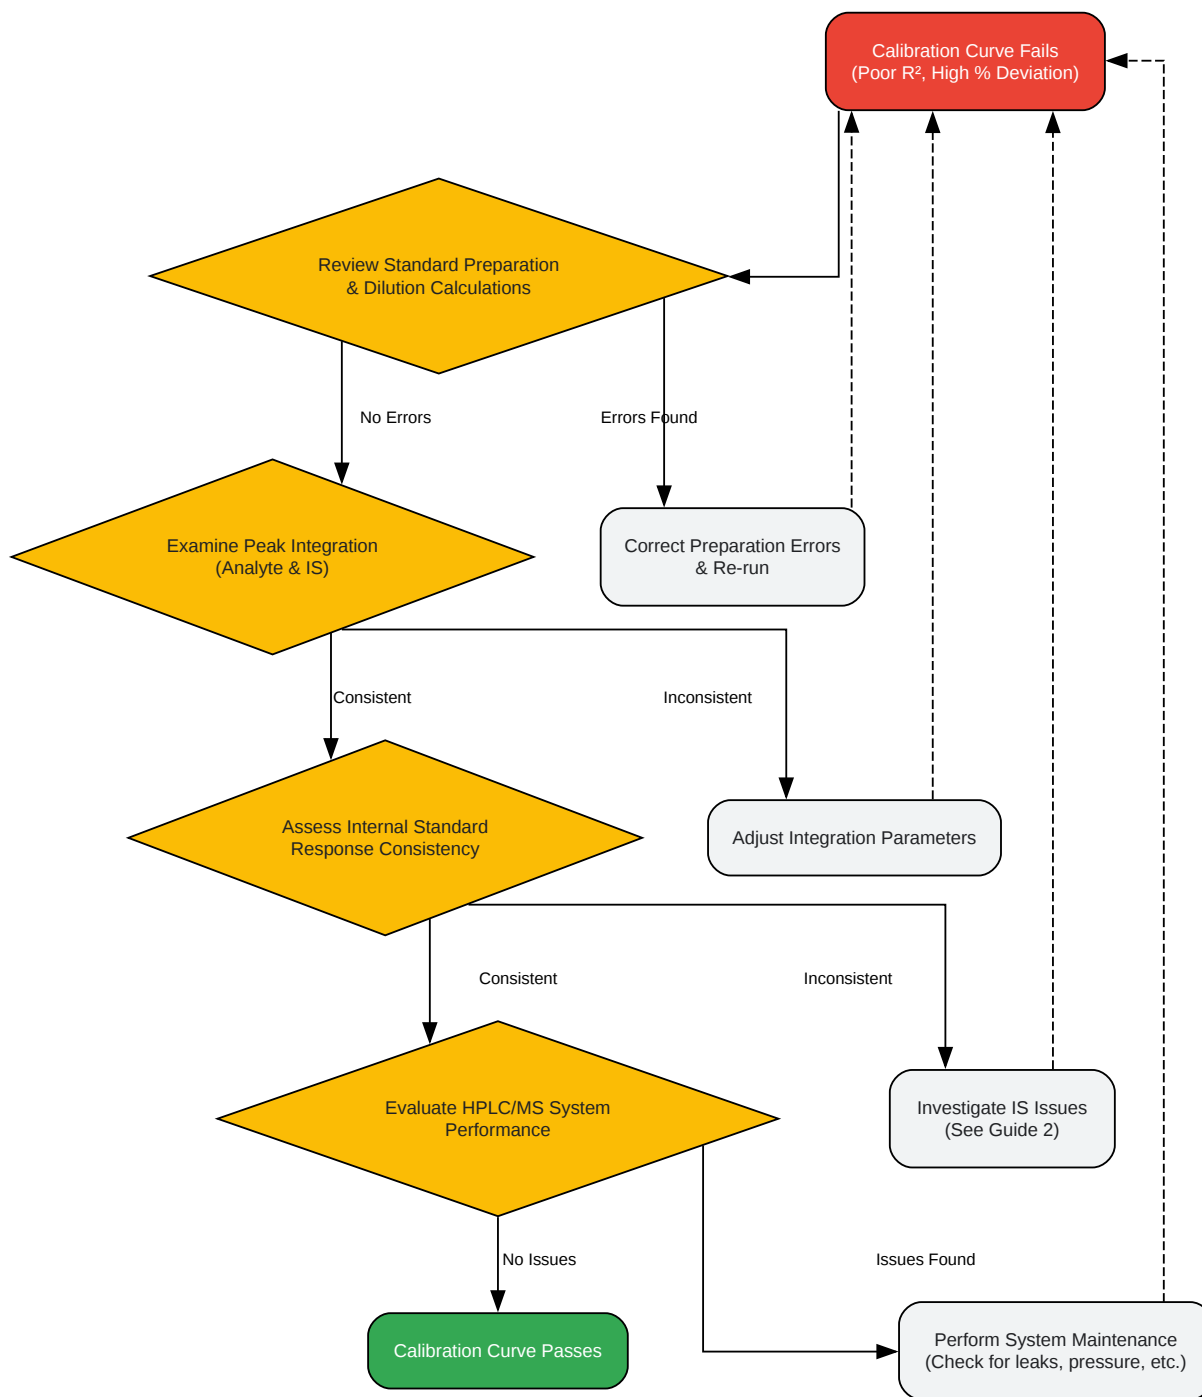 Calibration Curve Fails
(Poor R², High % Deviation)
Review Standard Preparation
& Dilution Calculations
No Errors
Errors Found
Examine Peak Integration
(Analyte & IS)
Correct Preparation Errors
& Re-run
Consistent
Inconsistent
Assess Internal Standard
Response Consistency
Adjust Integration Parameters
Consistent
Inconsistent
Evaluate HPLC/MS System
Performance
Investigate IS Issues
(See Guide 2)
No Issues
Issues Found
Calibration Curve Passes
Perform System Maintenance
(Check for leaks, pressure, etc.)